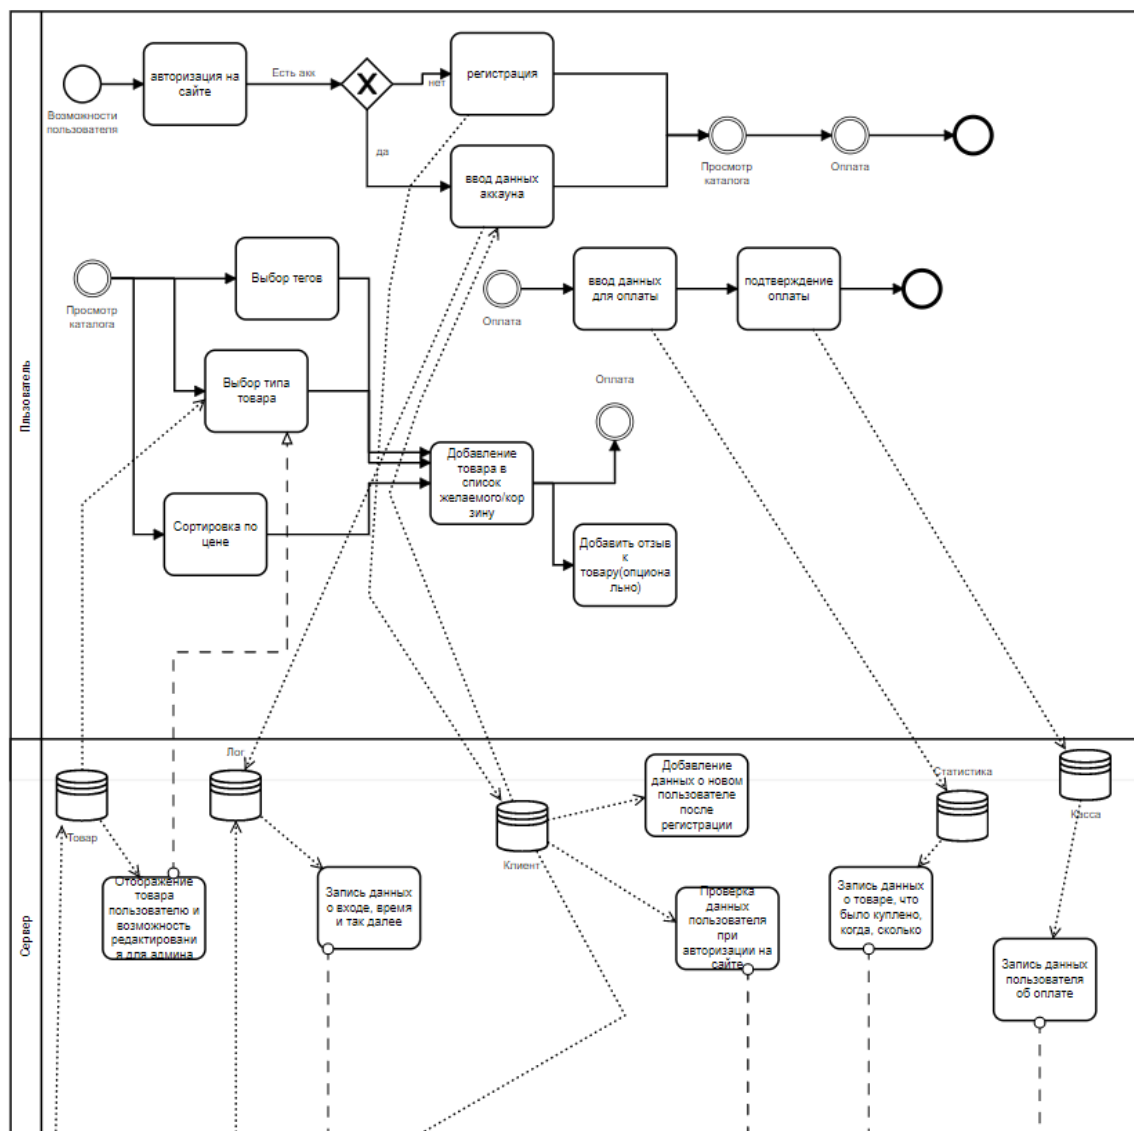 Пльзователь
Возможности
пользователя
авторизация на
сайте
Есть акк
нет
да
регистрация
ввод данных
аккауна
Просмотр
каталога
Оплата
Просмотр
каталога
Выбор тегов
Выбор типа
товара
Сортировка по
цене
Оплата
ввод данных
для оплаты
подтверждение
оплаты
Оплата
Добавление
товара в
список
желаемого/кор
зину
Добавить отзыв
к
товару(опциона
льно)
Сервер
Товар
Лог
Клиент
Статистика
Касса
Отображение
товара
пользователю и
возможность
редактировани
я для админа
Запись данных
о входе, время
и так далее
Добавление
данных о новом
пользователе
после
регистрации
Проверка
данных
пользователя
при
авторизации на
сайте
Запись данных
о товаре, что
было куплено,
когда, сколько
Запись данных
пользователя
об оплате